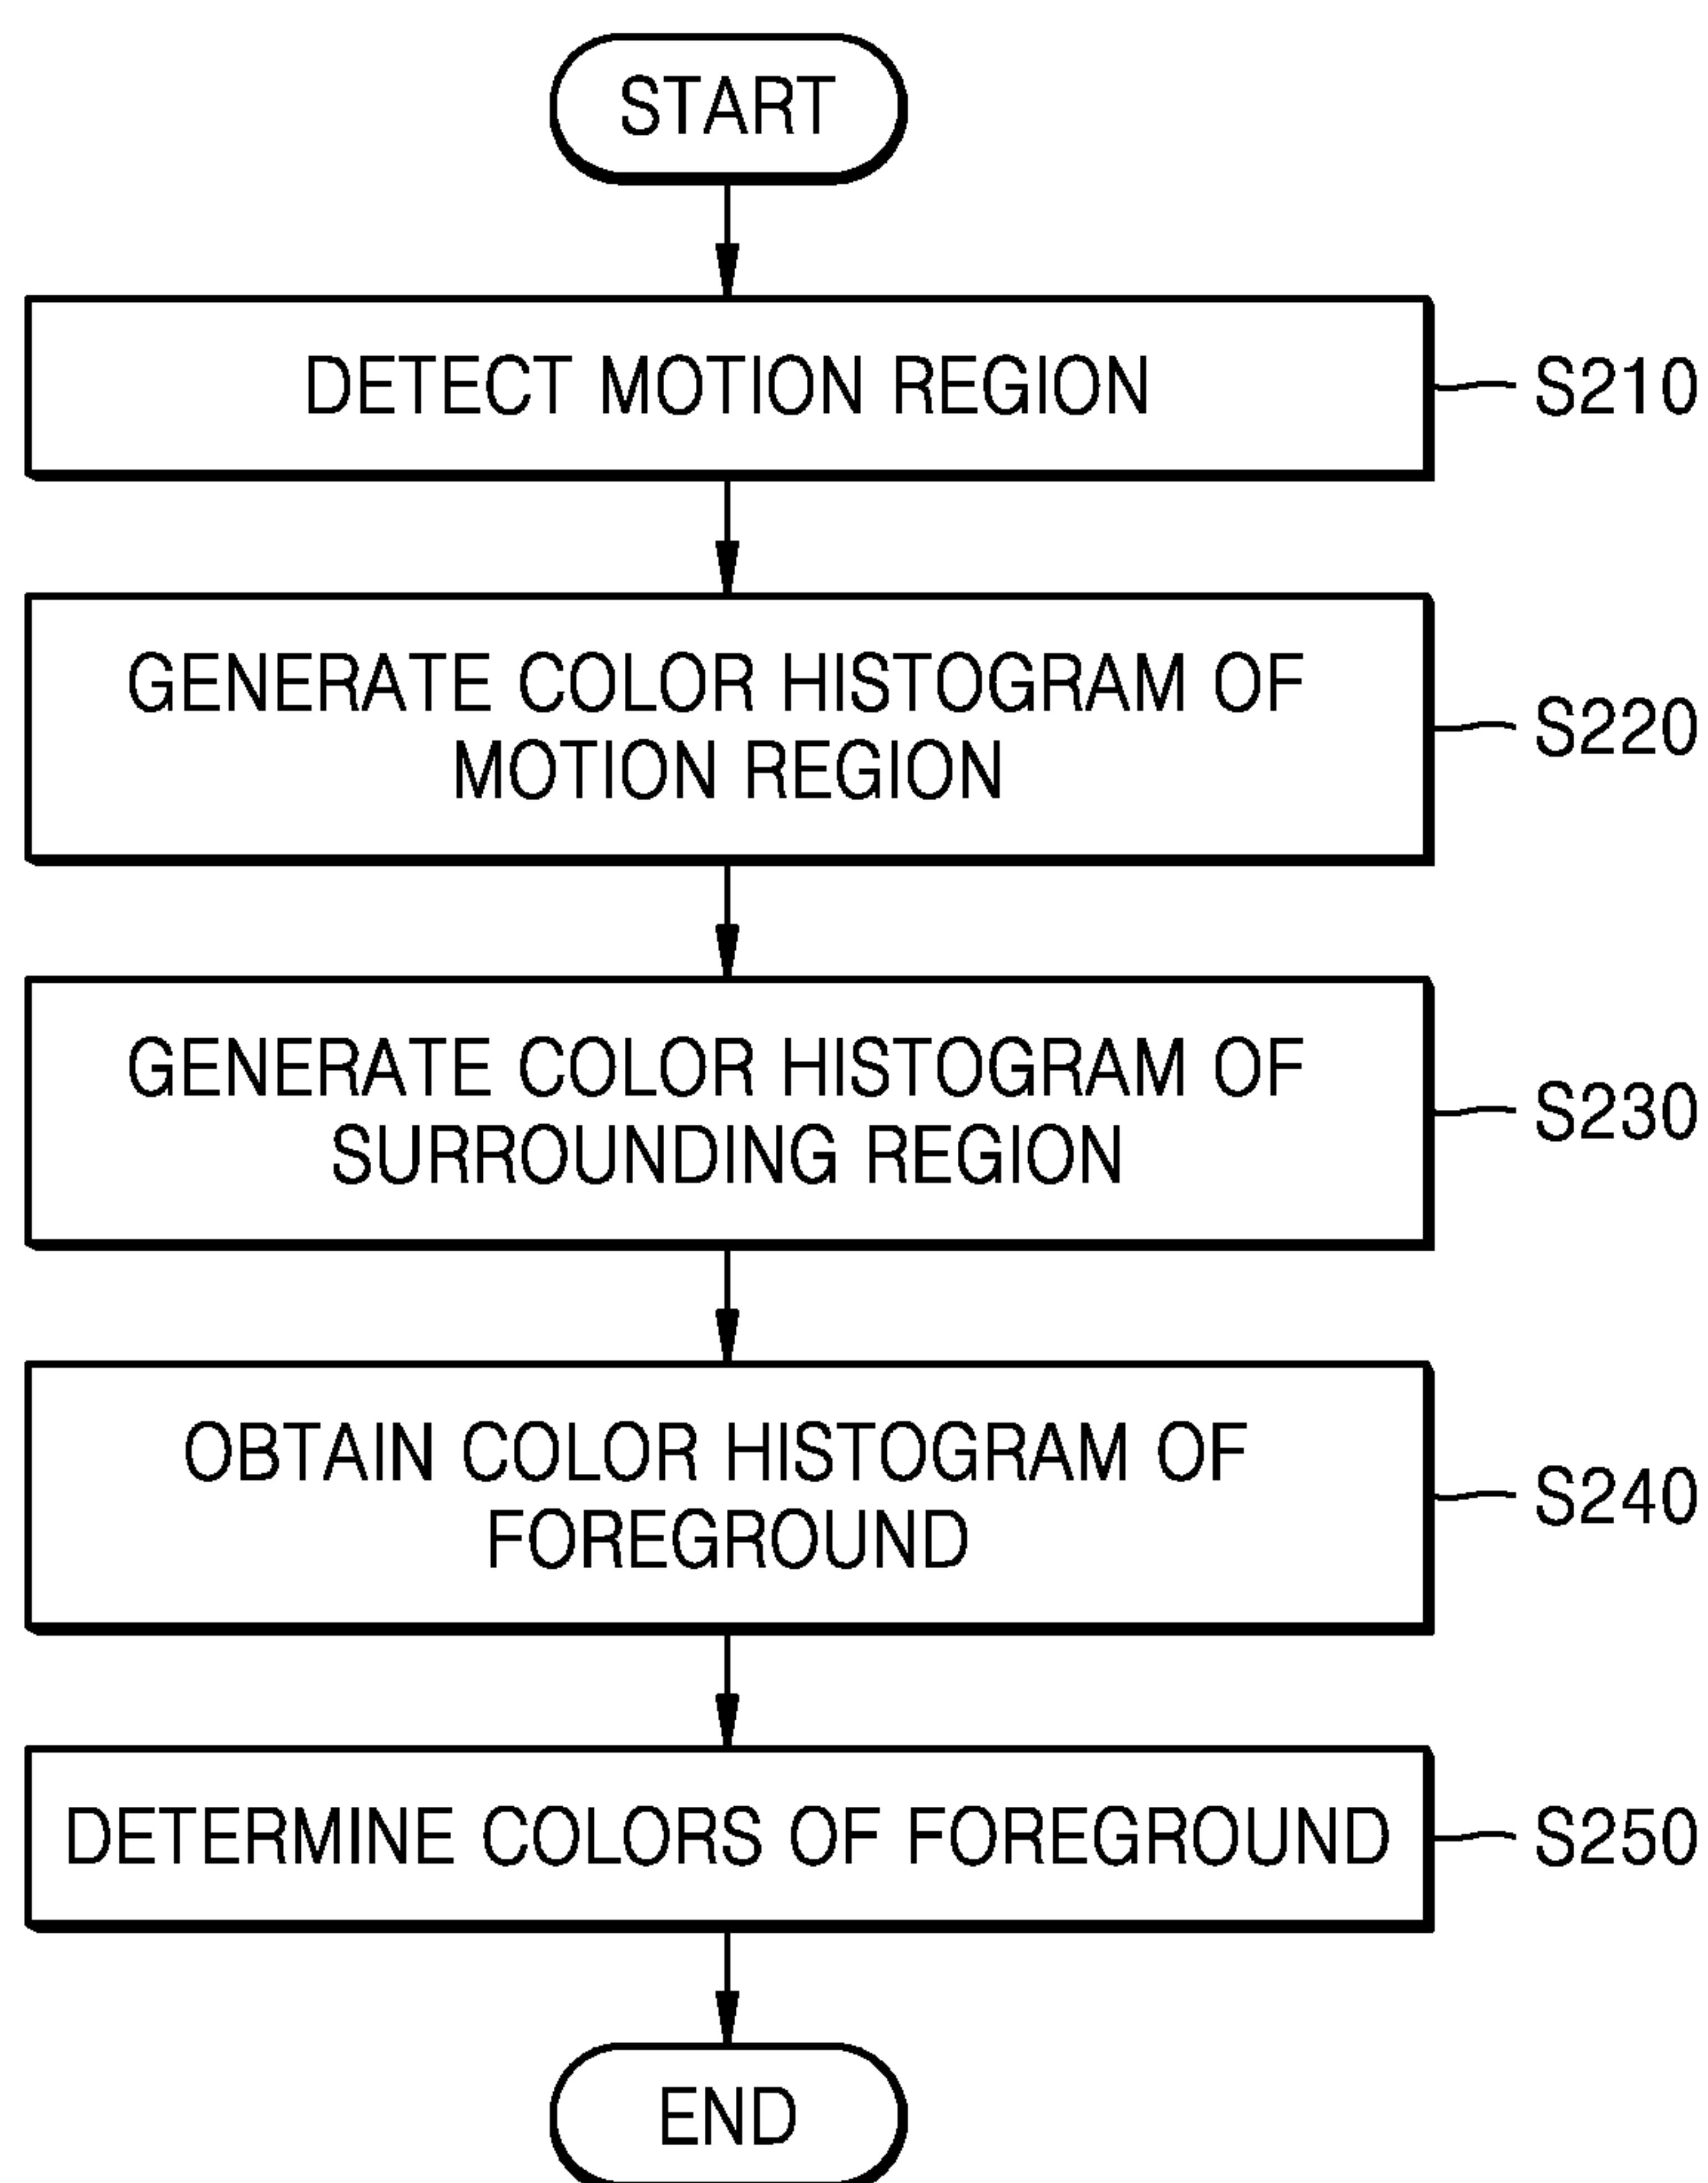 START
DETECT MOTION REGION
S210
GENERATE COLOR HISTOGRAM OF
MOTION REGION
S220
GENERATE COLOR HISTOGRAM OF
SURROUNDING REGION
S230
OBTAIN COLOR HISTOGRAM OF
FOREGROUND
S240
DETERMINE COLORS OF FOREGROUND
S250
END